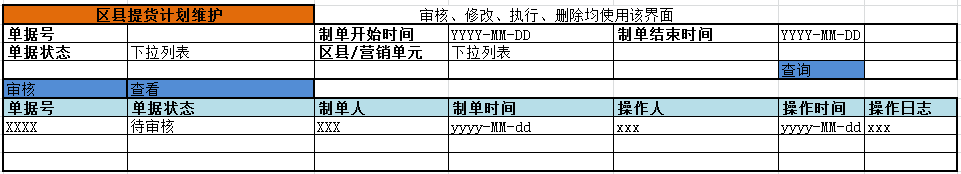 区县提货计划维护 审核、修改、执行、删除均使用该界面
单据号 制单开始时间 YYYY-MM-DD 制单结束时间 YYYY-MM-DD
单据状态 下拉列表 区县/营销单元 下拉列表
查询
审核 查看
单据号 单据状态 制单人 制单时间 操作人 操作时间 操作日志
XXXX 待审核 XXX yyyy-MM-dd xxx yyyy-MM-dd xxx